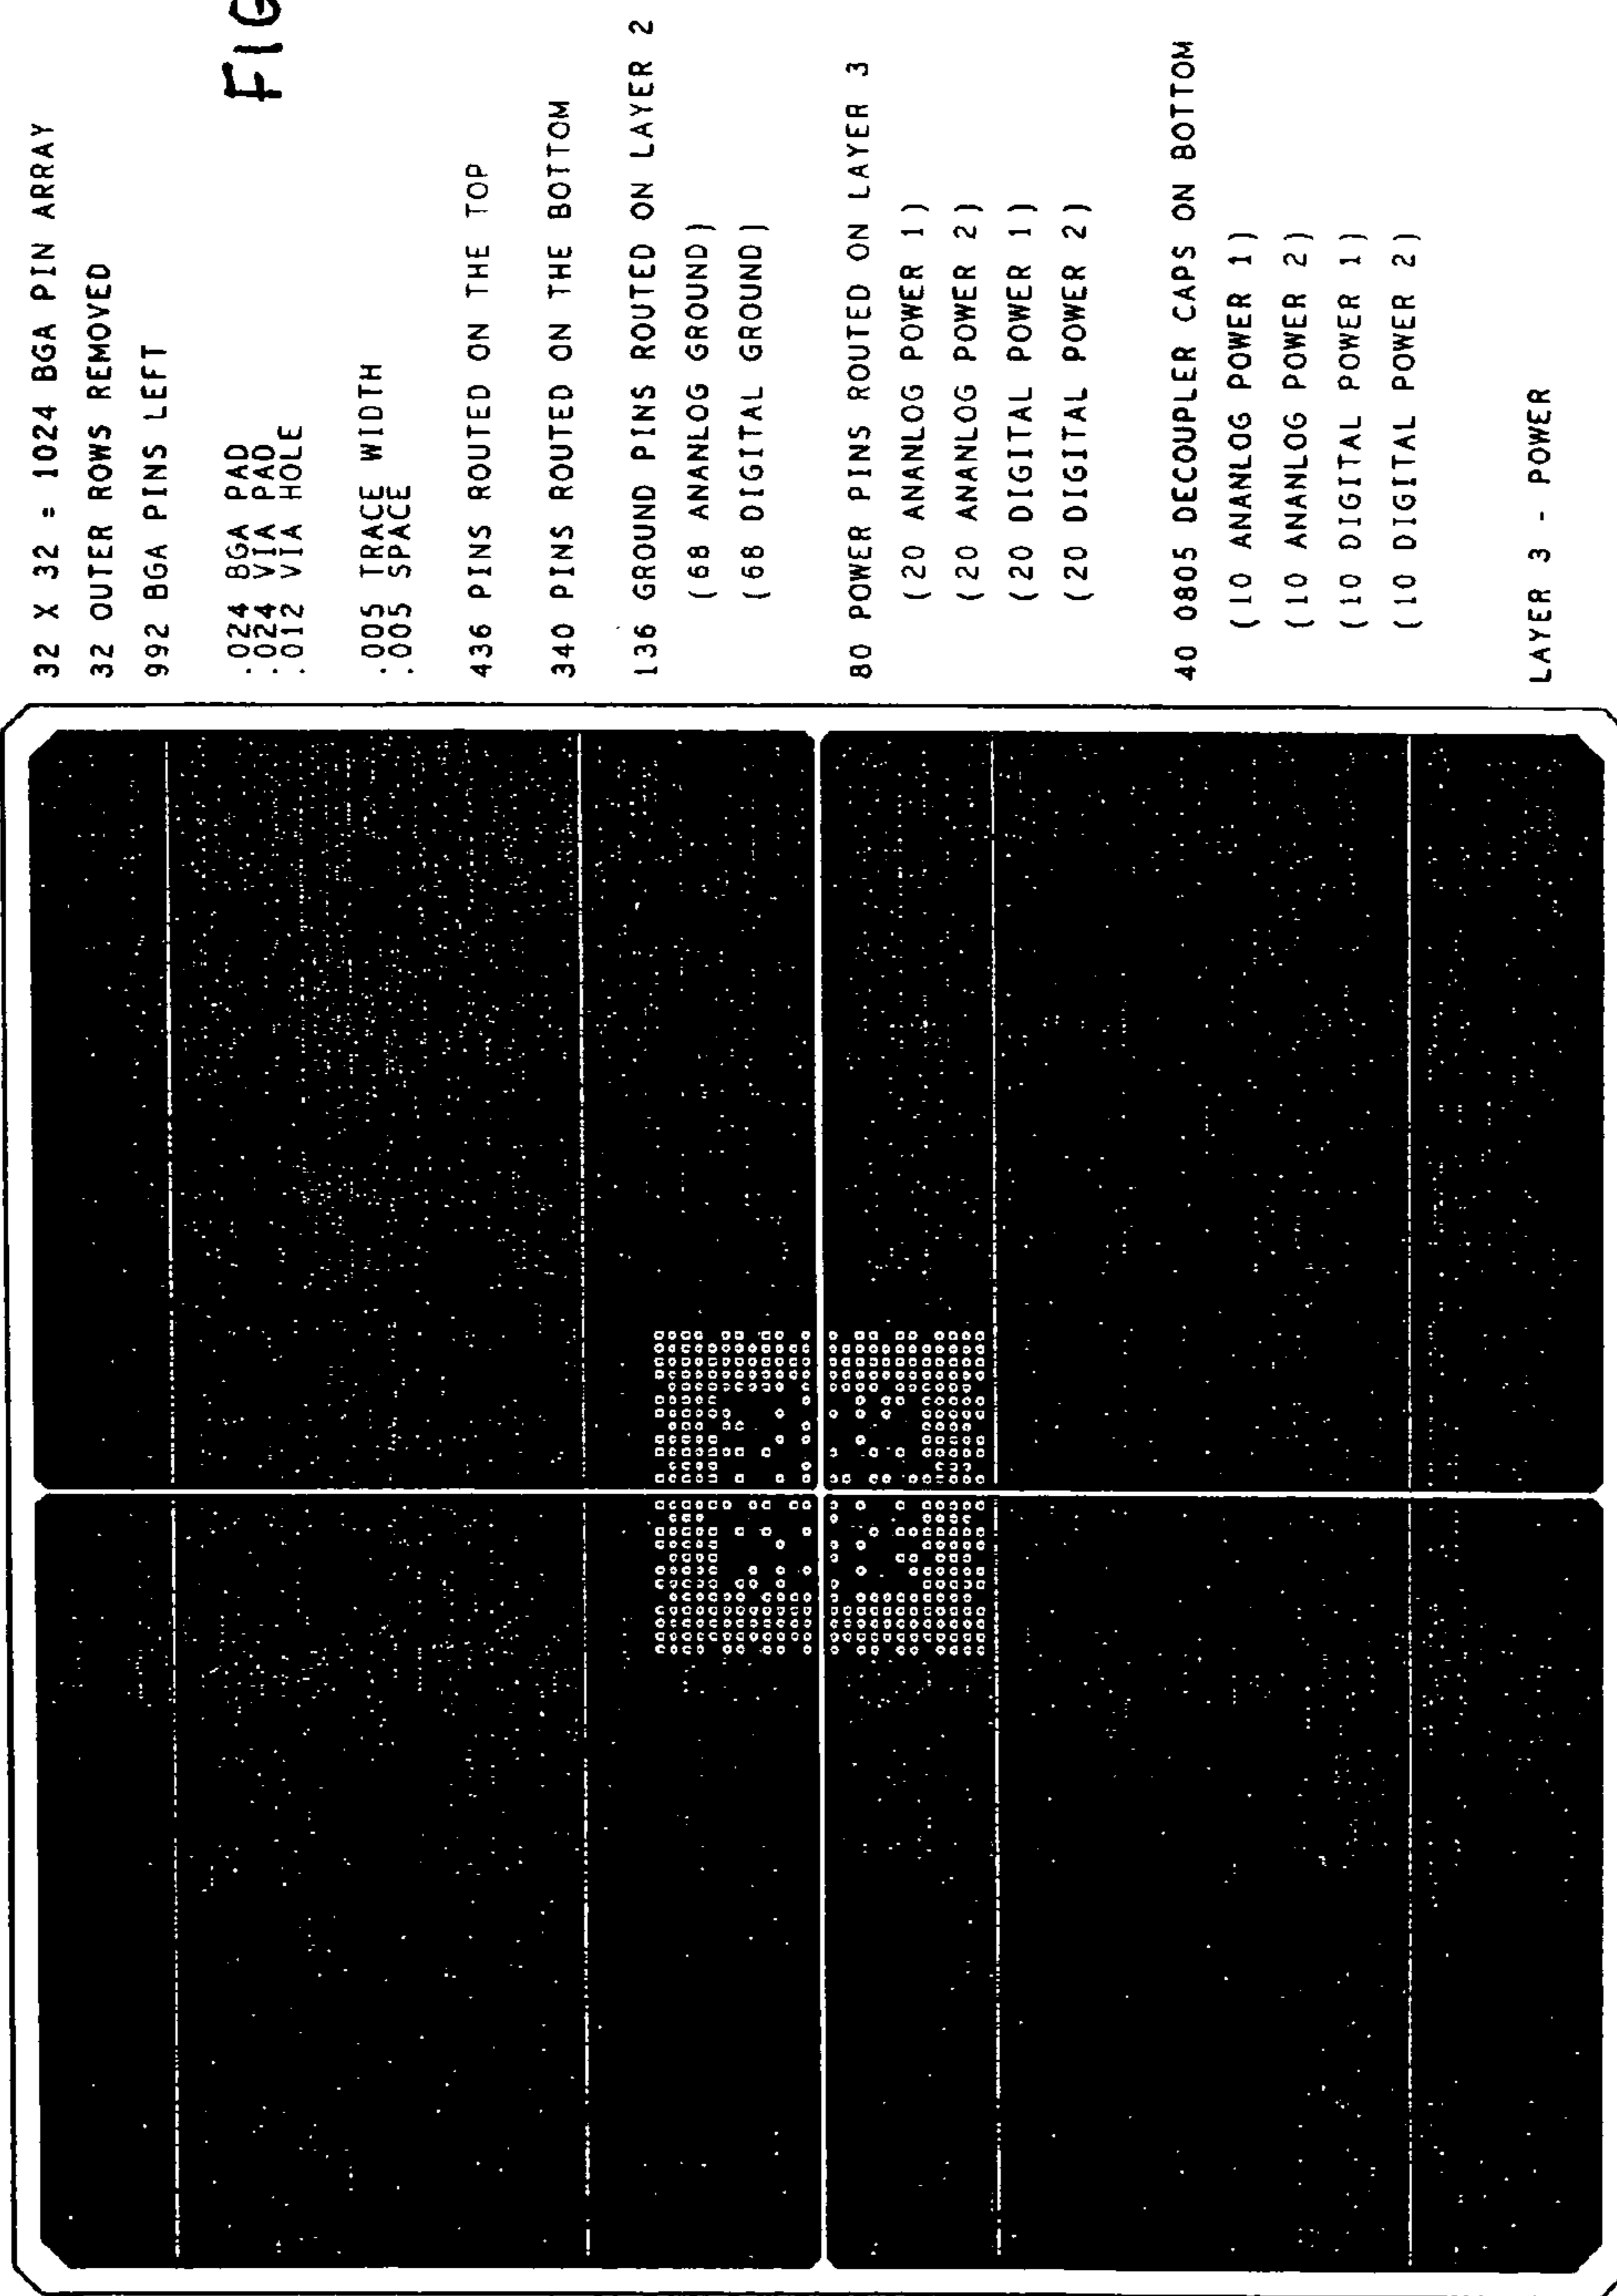 FIG
32 X 32 = 1024 BGA PIN ARRAY
32 OUTER ROWS REMOVED
992 BGA PINS LEFT
.024 BGA PAD
.024 VIA PAD
.012 VIA HOLE
.005 TRACE WIDTH
.005 SPACE
436 PINS ROUTED ON THE TOP
340 PINS ROUTED ON THE BOTTOM
136 GROUND PINS ROUTED ON LAYER 2
(68 ANANLOG GROUND)
(68 DIGITAL GROUND)
80 POWER PINS ROUTED ON LAYER 3
(20 ANANLOG POWER 1)
(20 ANANLOG POWER 2)
(20 DIGITAL POWER 1)
(20 DIGITAL POWER 2)
40 0805 DECOUPLER CAPS ON BOTTOM
(10 ANANLOG POWER 1)
(10 ANANLOG POWER 2)
(10 DIGITAL POWER 1)
(10 DIGITAL POWER 2)
LAYER 3 - POWER